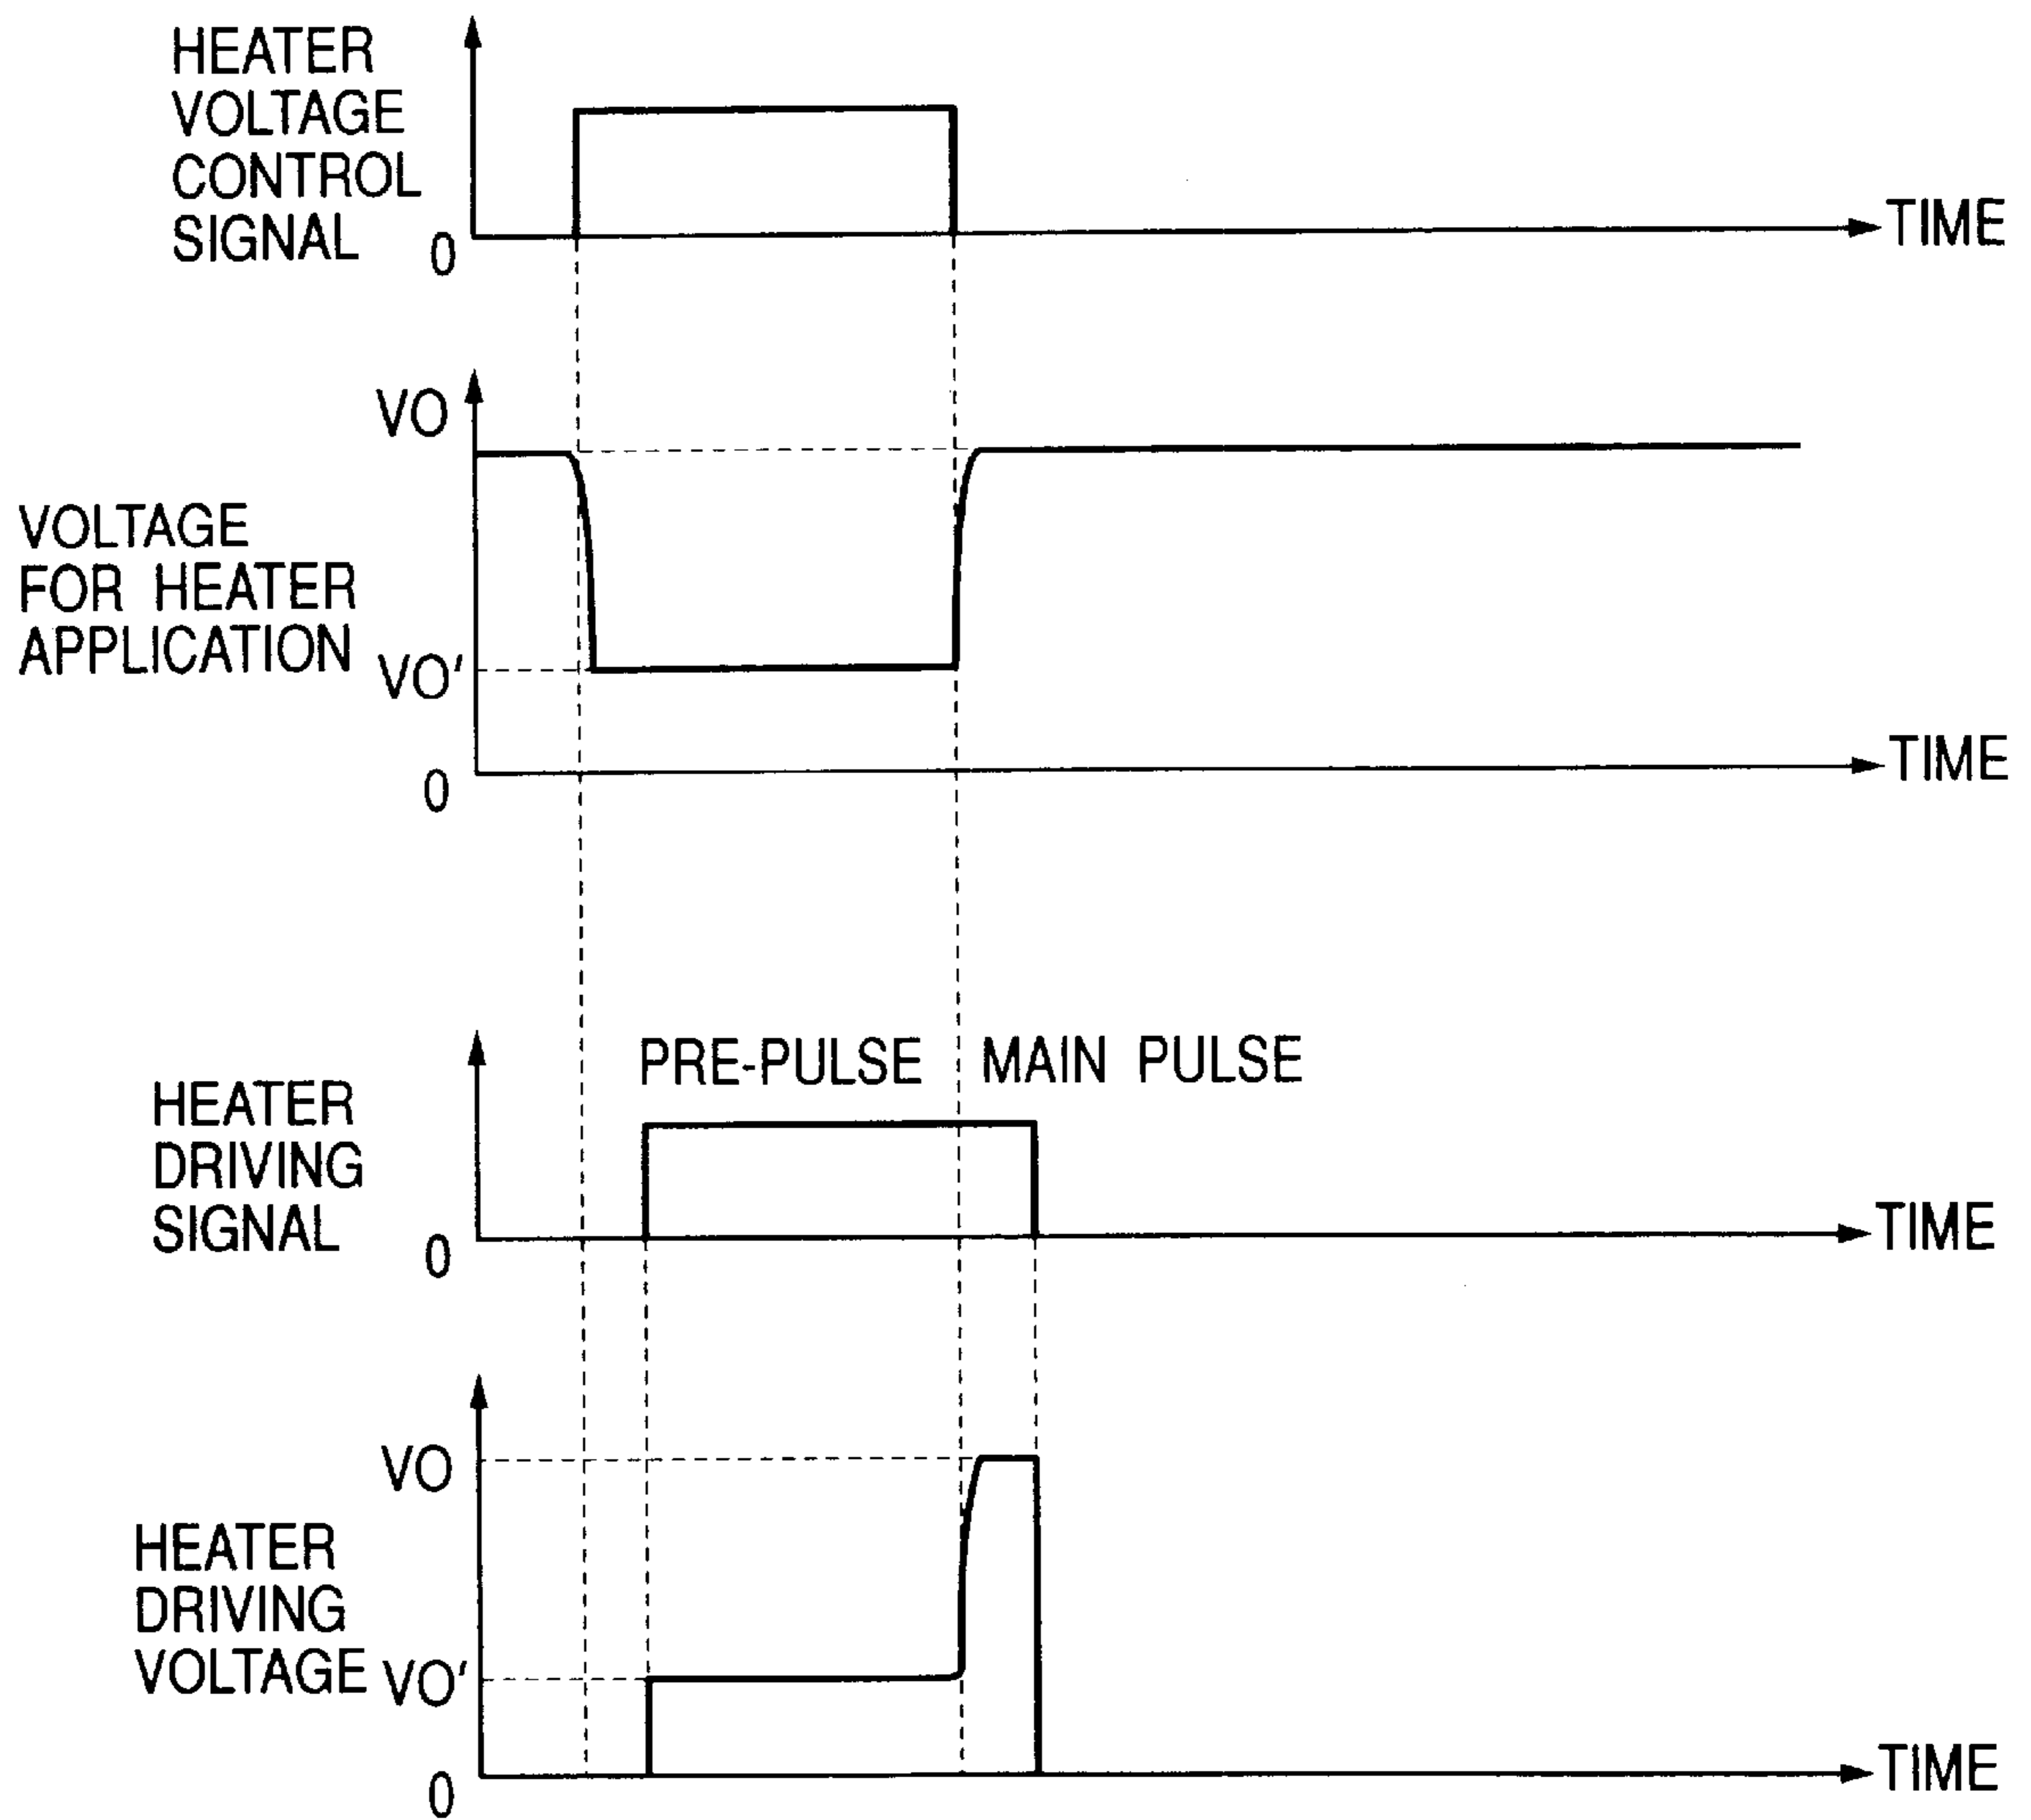 HEATER
VOLTAGE
CONTROL
SIGNAL
0
TIME
VO
VOLTAGE
FOR HEATER
APPLICATION
VO'
0
TIME
PRE-PULSE
MAIN PULSE
HEATER
DRIVING
SIGNAL
0
TIME
VO
HEATER
DRIVING
VOLTAGE
VO'
0
TIME